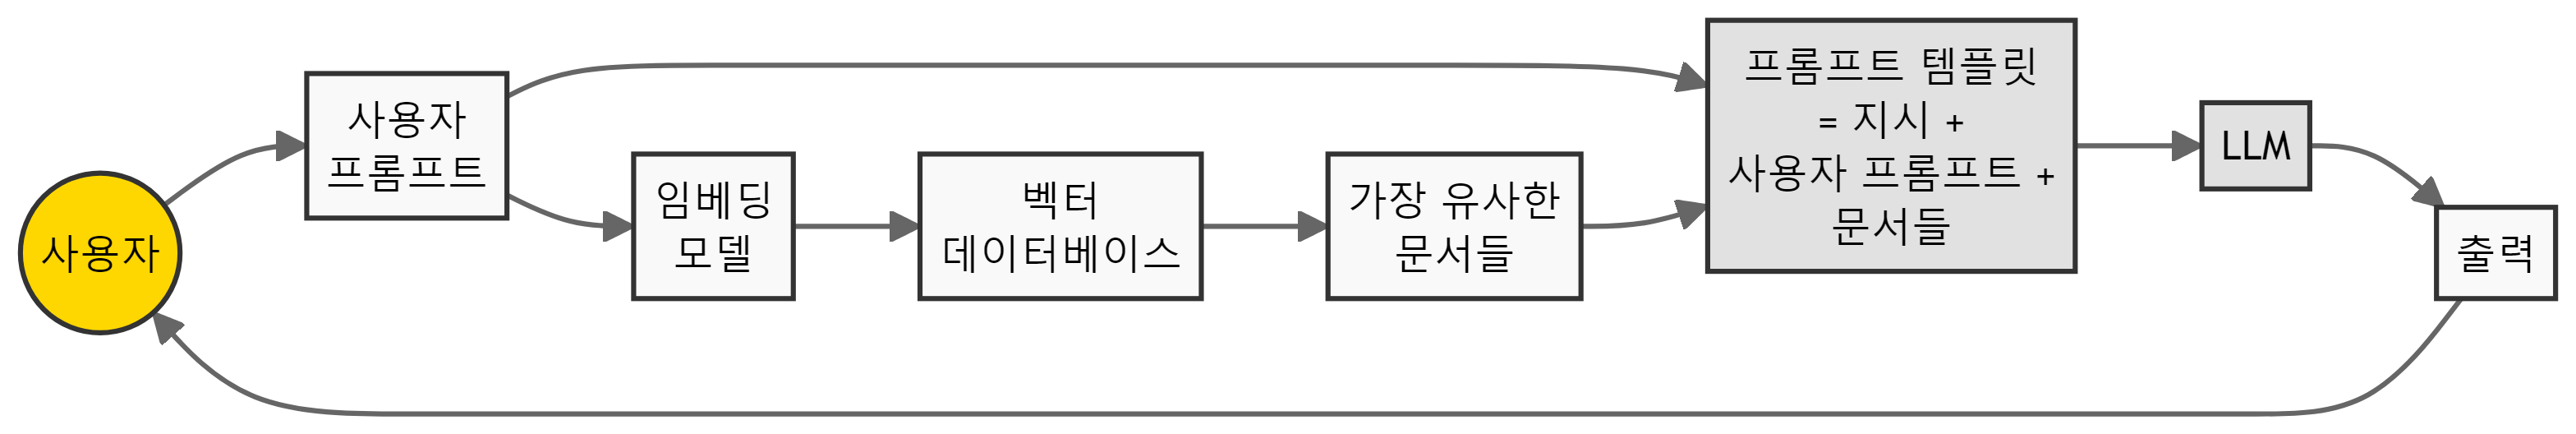 사용자
사용자
프롬프트
임베딩
모델
벡터
데이터베이스
가장 유사한
문서들
프롬프트 템플릿
= 지시 +
사용자 프롬프트 +
문서들
LLM
출력